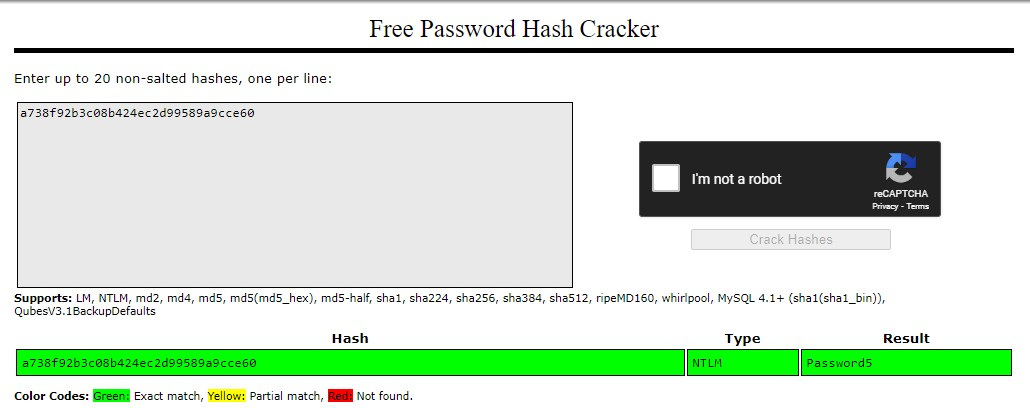 Free Password Hash Cracker
Enter up to 20 non-salted hashes, one per line:
a738f92b3c08b424ec2d99589a9cce60
I'm not a robot
reCAPTCHA
Privacy - Terms
Crack Hashes
Supports: LM, NTLM, md2, md4, md5, md5(md5_hex), md5-half, sha1, sha224, sha256, sha384, sha512, ripeMD160, whirlpool, MySQL 4.1+ (sha1(sha1_bin)),
QubesV3.1BackupDefaults
Hash Type Result
a738f92b3c08b424ec2d99589a9cce60 NTLM Password5
Color Codes: Green: Exact match, Yellow: Partial match, Red: Not found.